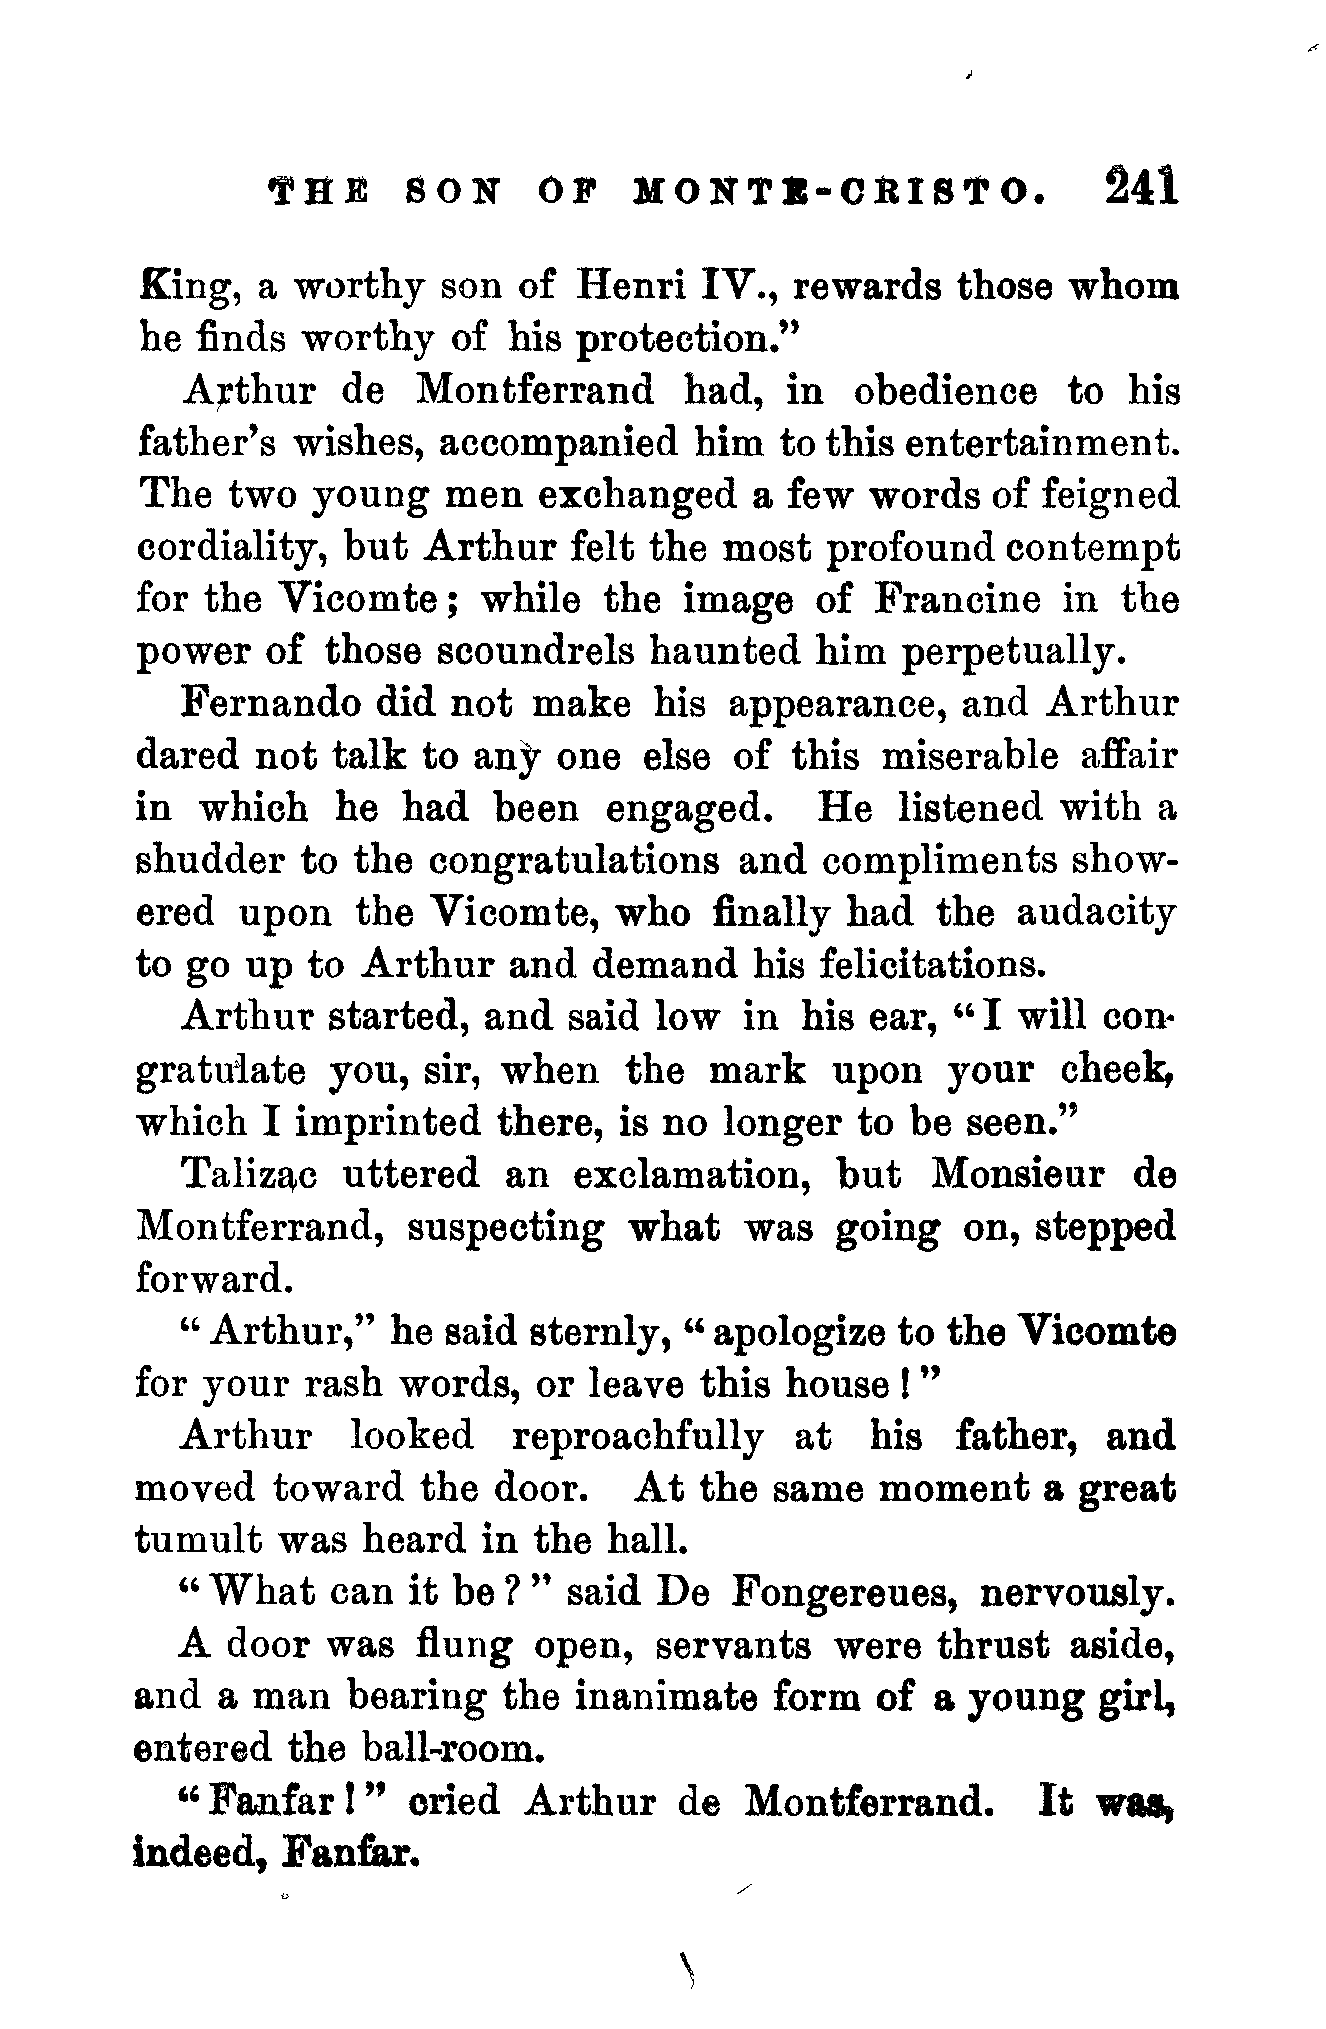 THE SON OF MONTE-CRISTO. 241
King, a worthy son of Henri IV., rewards those whom
he finds worthy of his protection."
Arthur de Montferrand had, in obedience to his
father's wishes, accompanied him to this entertainment.
The two young men exchanged a few words of feigned
cordiality, but Arthur felt the most profound contempt
for the Vicomte; while the image of Francine in the
power of those scoundrels haunted him perpetually.
Fernando did not make his appearance, and Arthur
dared not talk to any one else of this miserable affair
in which he had been engaged. He listened with a
shudder to the congratulations and compliments show-
ered upon the Vicomte, who finally had the audacity
to go up to Arthur and demand his felicitations.
Arthur started, and said low in his ear, "I will con-
gratulate you, sir, when the mark upon your cheek,
which I imprinted there, is no longer to be seen."
Talizac uttered an exclamation, but Monsieur de
Montferrand, suspecting what was going on, stepped
forward.
"Arthur," he said sternly, "apologize to the Vicomte
for your rash words, or leave this house!"
Arthur looked reproachfully at his father, and
moved toward the door. At the same moment a great
tumult was heard in the hall.
"What can it be?" said De Fongereues, nervously.
A door was flung open, servants were thrust aside,
and a man bearing the inanimate form of a young girl,
entered the ball-room.
"Fanfar!" cried Arthur de Montferrand. It was,
indeed, Fanfar.